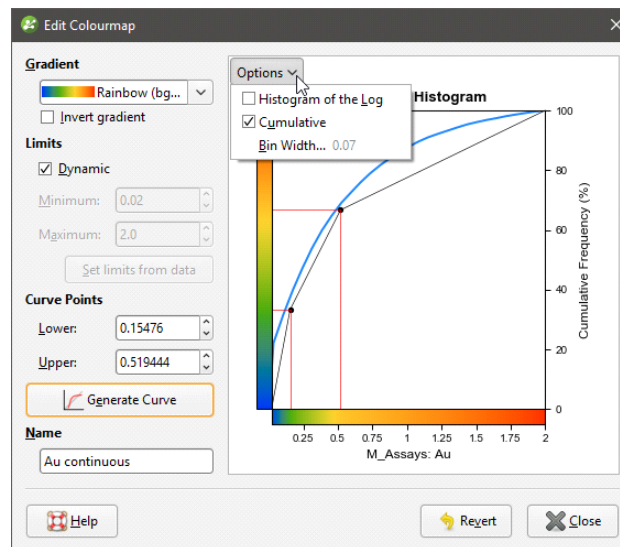 Edit Colourmap
Gradient
Rainbow (bg...
Invert gradient
Limits
Dynamic
Minimum: 0.02
Maximum: 2.0
Set limits from data
Curve Points
Lower: 0.15476
Upper: 0.519444
Generate Curve
Name
Au continuous
Options
Histogram of the Log
Cumulative
Bin Width... 0.07
Histogram
100
80
60
40
20
0
Cumulative Frequency (%)
0.25 0.5 0.75 1 1.25 1.5 1.75 2
M_Assays: Au
Help
Revert
Close